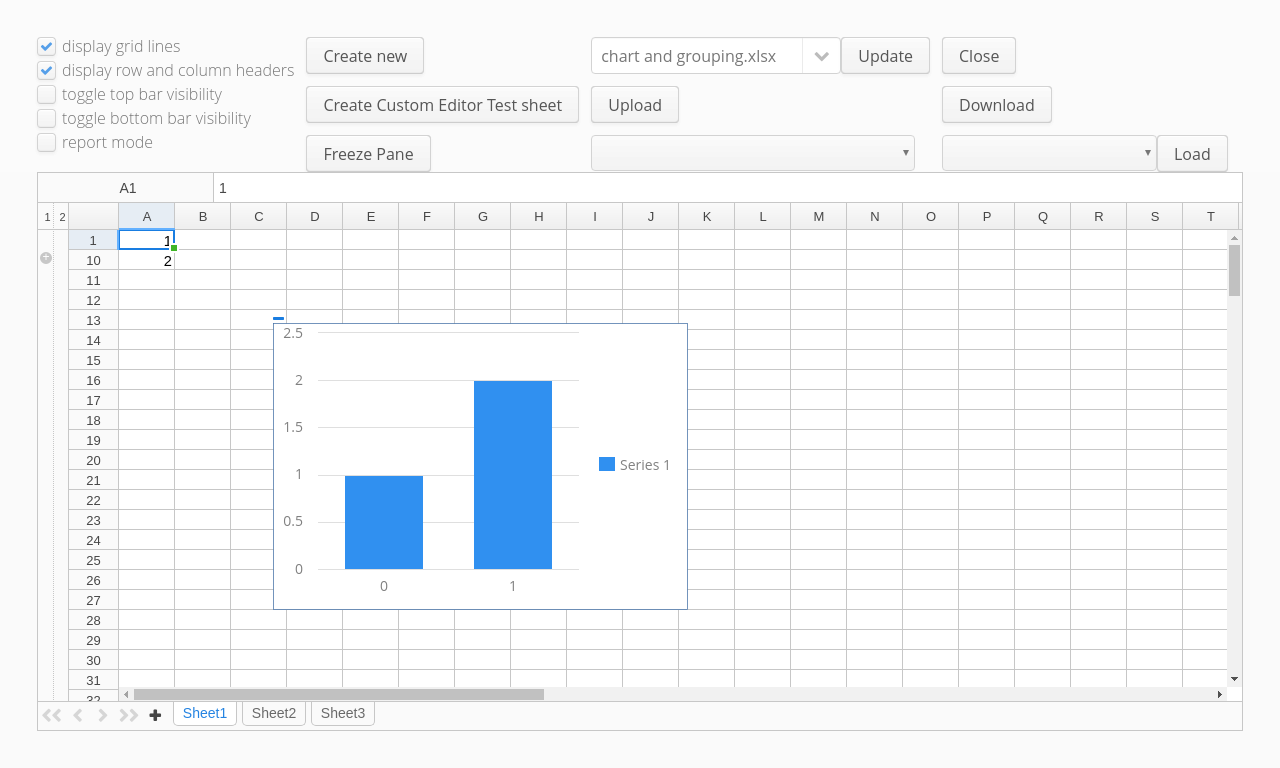 display grid lines
display row and column headers
toggle top bar visibility
toggle bottom bar visibility
report mode
Create new
chart and grouping.xlsx
Update
Close
Create Custom Editor Test sheet
Upload
Download
Freeze Pane
Load
A1
1
1 2
A B C D E F G H I J K L M N O P Q R S T
1 1
10 2
11
12
13
14
15
16
17
18
19
20
21
22
23
24
25
26
27
28
29
30
31
32
2.5
2
1.5
1
0.5
0
0 1
Series 1
Sheet1 Sheet2 Sheet3